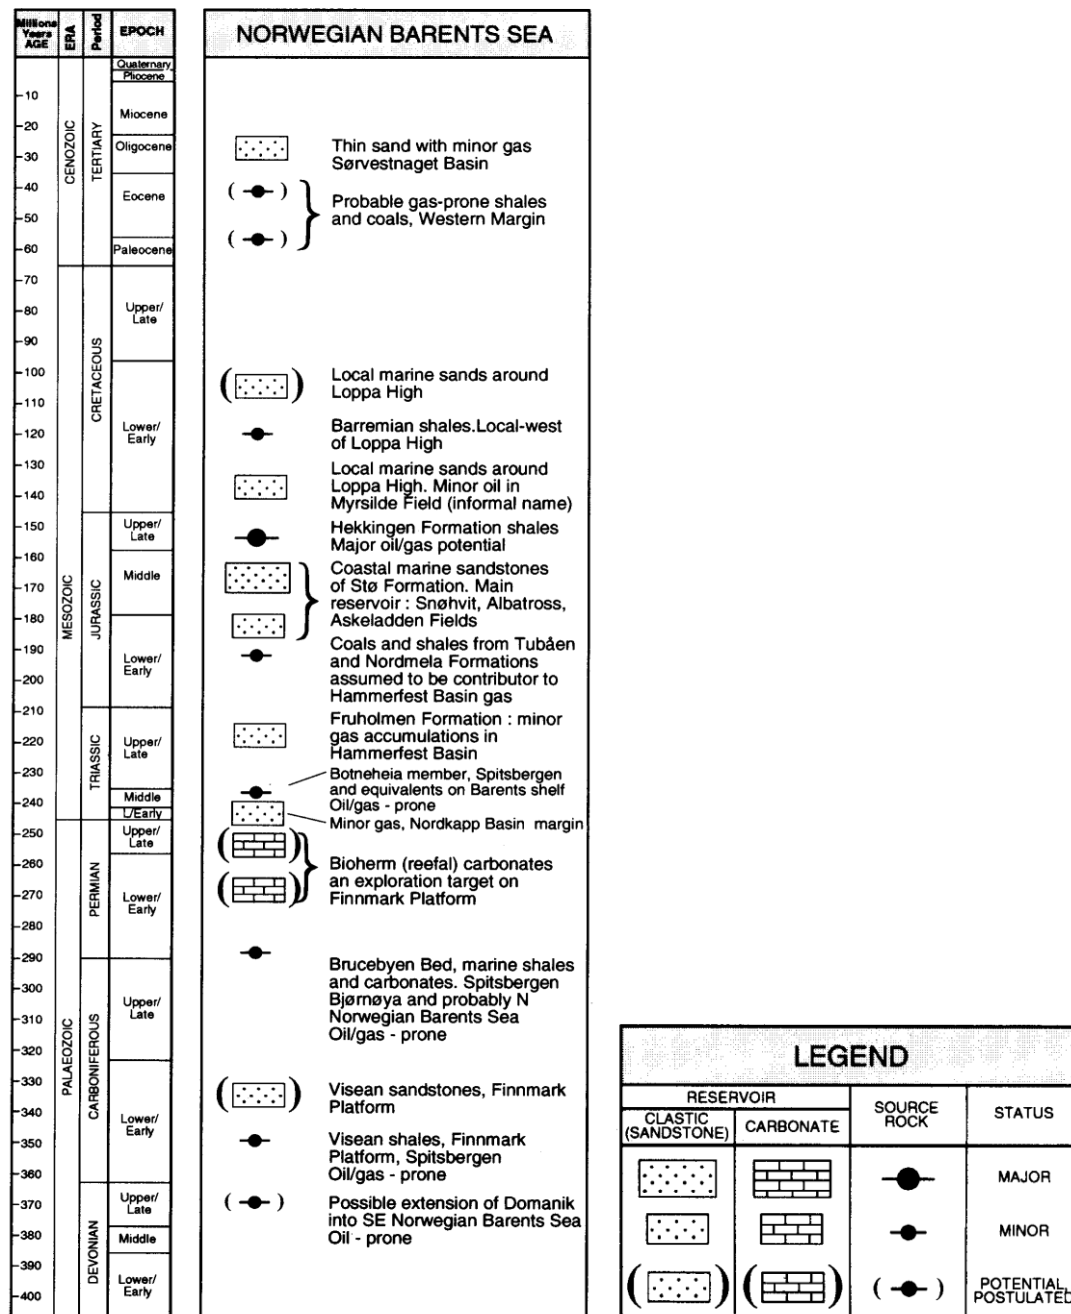 Millions
Years
AGE
ERA
Period
EPOCH
NORWEGIAN BARENTS SEA
10
20
30
40
50
60
70
80
90
100
110
120
130
140
150
160
170
180
190
200
210
220
230
240
250
260
270
280
290
300
310
320
330
340
350
360
370
380
390
400
CENOZOIC
MESOZOIC
PALAEOZOIC
TERTIARY
CRETACEOUS
JURASSIC
TRIASSIC
PERMIAN
CARBONIFEROUS
DEVONIAN
Quaternary
Pliocene
Miocene
Oligocene
Eocene
Paleocene
Upper/
Late
Lower/
Early
Upper/
Late
Middle
Lower/
Early
Upper/
Late
Middle
L/Early
Upper/
Late
Lower/
Early
Upper/
Late
Lower/
Early
Upper/
Late
Middle
Lower/
Early
Thin sand with minor gas
Sørvestnaget Basin
Probable gas-prone shales
and coals, Western Margin
Local marine sands around
Loppa High
Barremian shales.Local-west
of Loppa High
Local marine sands around
Loppa High. Minor oil in
Myrsilde Field (informal name)
Hekkingen Formation shales
Major oil/gas potential
Coastal marine sandstones
of Stø Formation. Main
reservoir : Snøhvit, Albatross,
Askeladden Fields
Coals and shales from Tubåen
and Nordmela Formations
assumed to be contributor to
Hammerfest Basin gas
Fruholmen Formation : minor
gas accumulations in
Hammerfest Basin
Botneheia member, Spitsbergen
and equivalents on Barents shelf
Oil/gas - prone
Minor gas, Nordkapp Basin margin
Bioherm (reefal) carbonates
an exploration target on
Finnmark Platform
Brucebyen Bed, marine shales
and carbonates. Spitsbergen
Bjørnøya and probably N
Norwegian Barents Sea
Oil/gas - prone
Visean sandstones, Finnmark
Platform
Visean shales, Finnmark
Platform, Spitsbergen
Oil/gas - prone
Possible extension of Domanik
into SE Norwegian Barents Sea
Oil - prone
LEGEND
RESERVOIR
CLASTIC
(SANDSTONE)
CARBONATE
SOURCE
ROCK
STATUS
MAJOR
MINOR
POTENTIAL,
POSTULATED